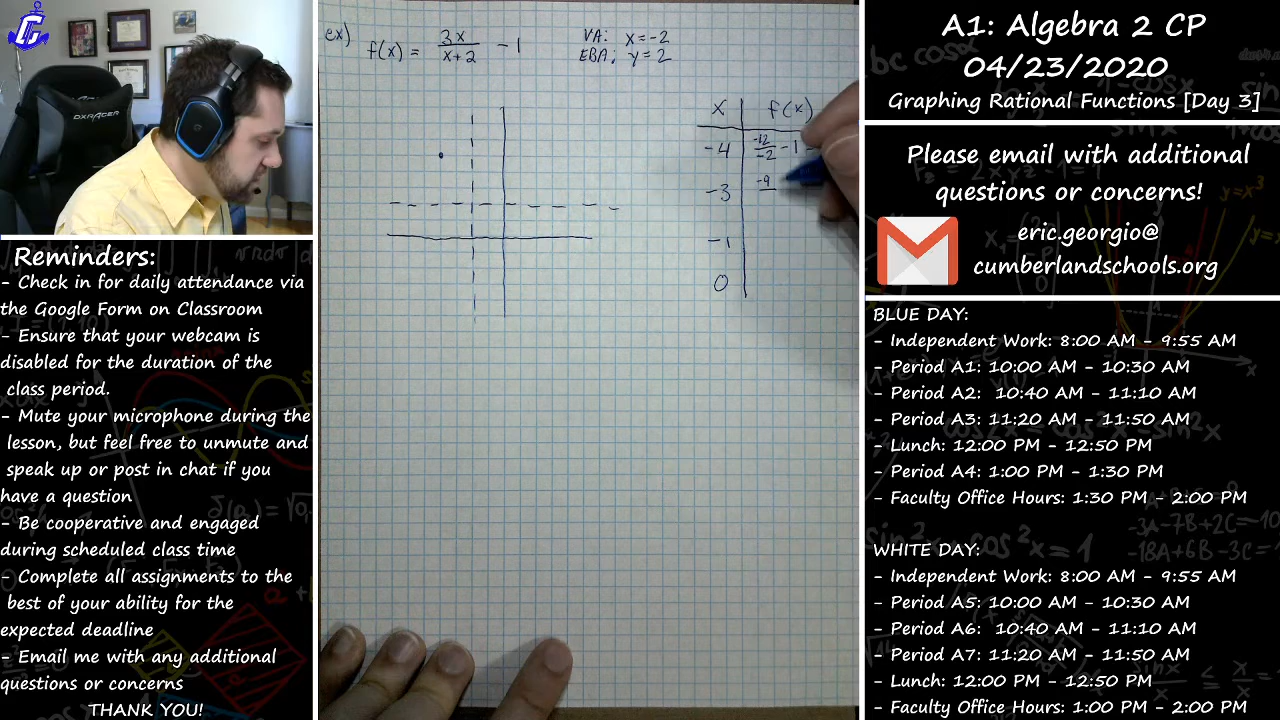 ex)
f(x) = 3x/x+2 - 1
VA: x = -2
EBA: y = 2
x f(x)
-4 -12/-2 -1
-3 -9
-1
0
DXRACER
Reminders:
- Check in for daily attendance via
the Google Form on Classroom
- Ensure that your webcam is
disabled for the duration of the
class period.
- Mute your microphone during the
lesson, but feel free to unmute and
speak up or post in chat if you
have a question
- Be cooperative and engaged
during scheduled class time
- Complete all assignments to the
best of your ability for the
expected deadline
- Email me with any additional
questions or concerns
THANK YOU!
A1: Algebra 2 CP
04/23/2020
Graphing Rational Functions [Day 3]
Please email with additional
questions or concerns!
eric.georgio@
cumberlandschools.org
BLUE DAY:
- Independent Work: 8:00 AM - 9:55 AM
- Period A1: 10:00 AM - 10:30 AM
- Period A2: 10:40 AM - 11:10 AM
- Period A3: 11:20 AM - 11:50 AM
- Lunch: 12:00 PM - 12:50 PM
- Period A4: 1:00 PM - 1:30 PM
- Faculty Office Hours: 1:30 PM - 2:00 PM
WHITE DAY:
- Independent Work: 8:00 AM - 9:55 AM
- Period A5: 10:00 AM - 10:30 AM
- Period A6: 10:40 AM - 11:10 AM
- Period A7: 11:20 AM - 11:50 AM
- Lunch: 12:00 PM - 12:50 PM
- Faculty Office Hours: 1:00 PM - 2:00 PM